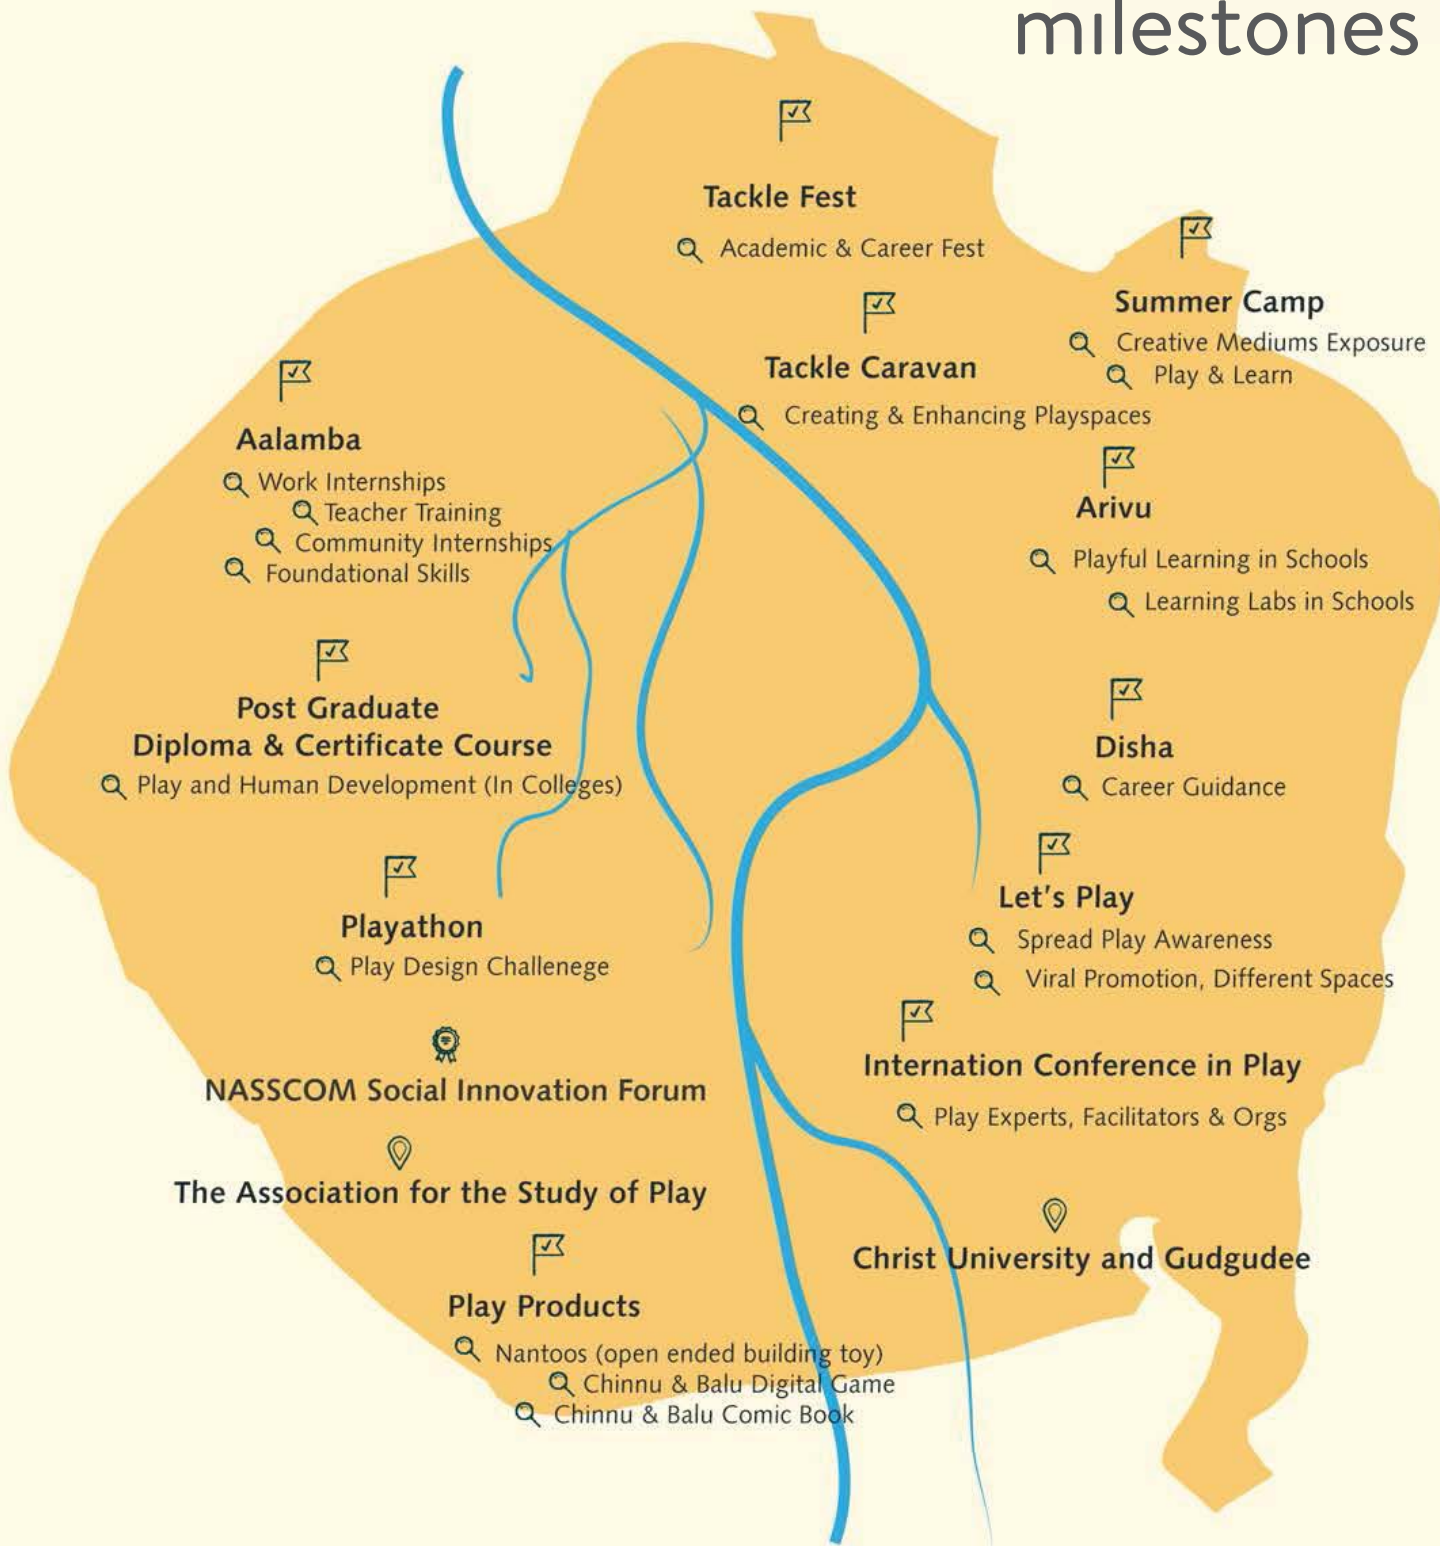 milestones
Tackle Fest
Academic & Career Fest
Summer Camp
Creative Mediums Exposure
Play & Learn
Tackle Caravan
Creating & Enhancing Playspaces
Aalamba
Work Internships
Teacher Training
Community Internships
Foundational Skills
Arivu
Playful Learning in Schools
Learning Labs in Schools
Post Graduate
Diploma & Certificate Course
Play and Human Development (In Colleges)
Disha
Career Guidance
Let's Play
Spread Play Awareness
Viral Promotion, Different Spaces
Playathon
Play Design Challenege
Internation Conference in Play
Play Experts, Facilitators & Orgs
NASSCOM Social Innovation Forum
The Association for the Study of Play
Christ University and Gudgudee
Play Products
Nantoos (open ended building toy)
Chinnu & Balu Digital Game
Chinnu & Balu Comic Book